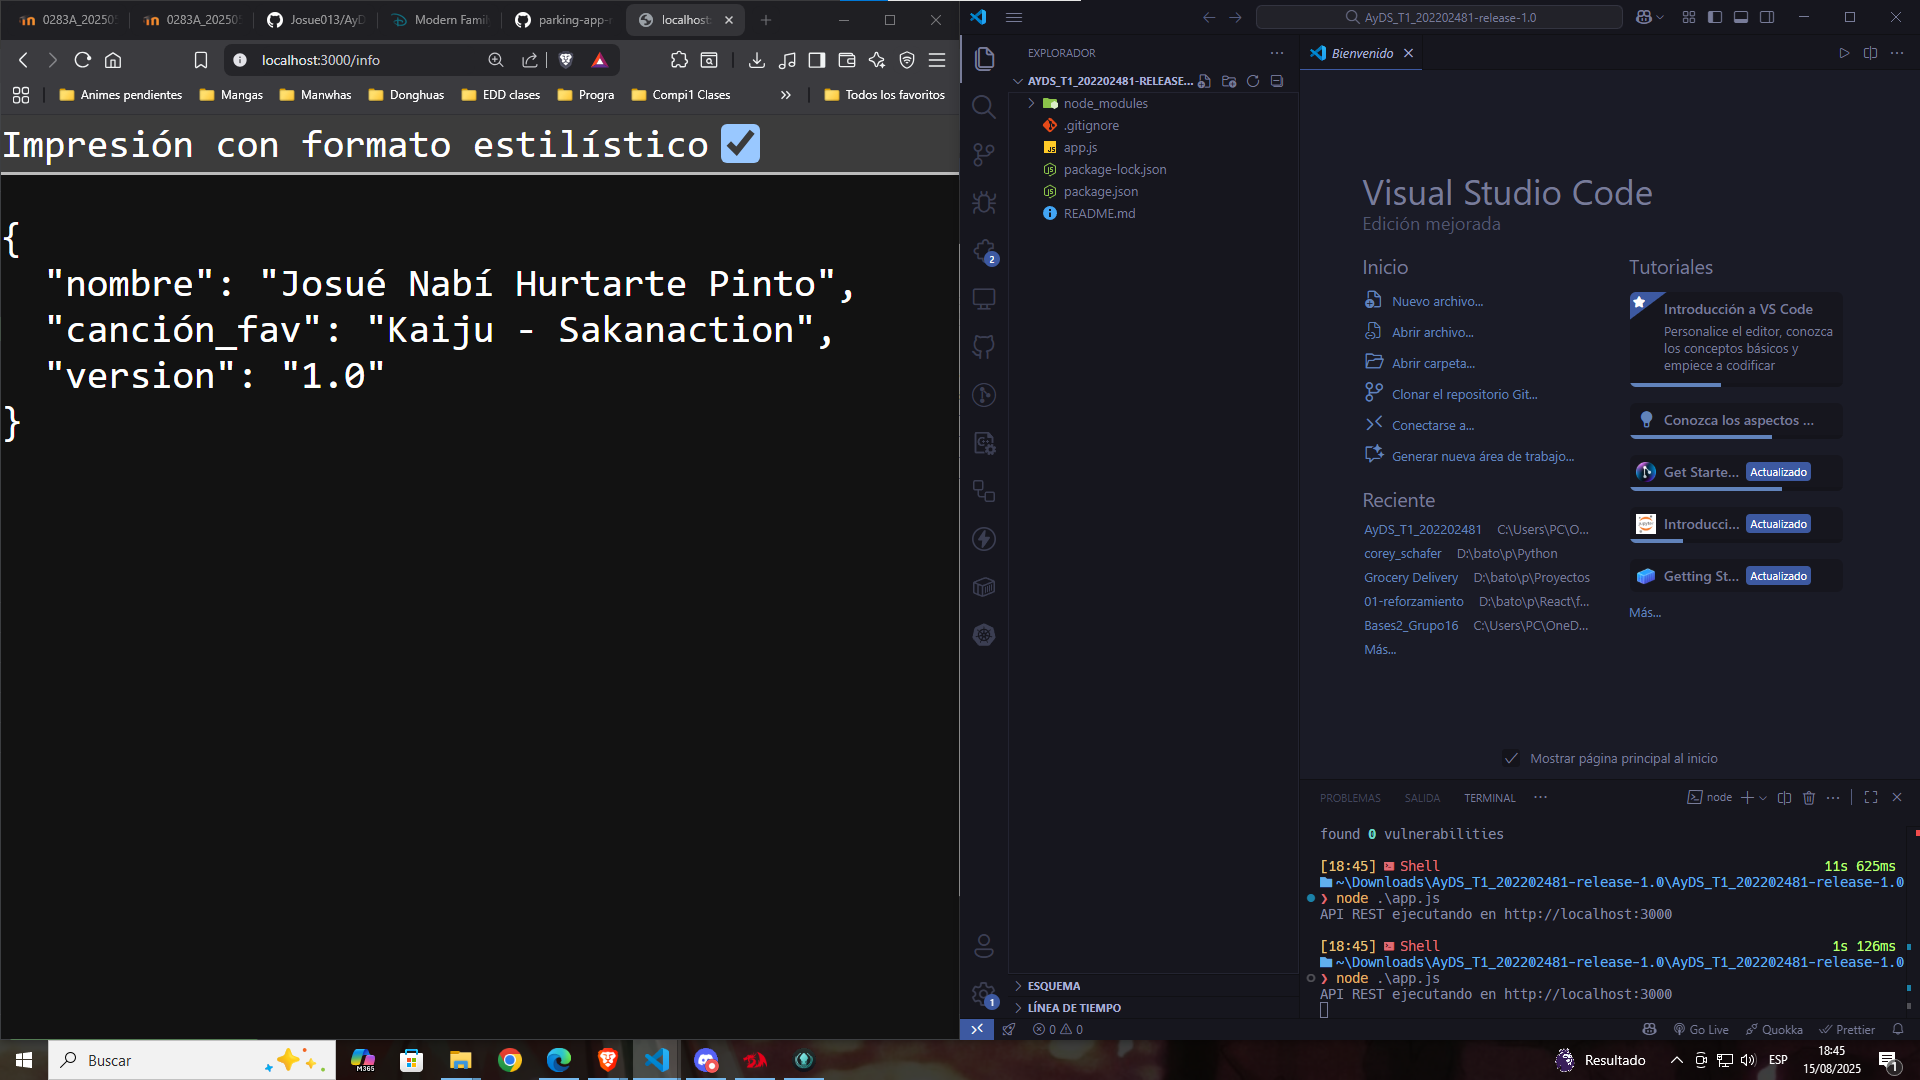 0283A_202505
0283A_202505
Josue013/AyD
Modern Famil
parking-app-
localhost:
localhost:3000/info
Animes pendientes
Mangas
Manwhas
Donghuas
EDD clases
Progra
Compi1 Clases
»
Todos los favoritos
Impresión con formato estilístico
{
"nombre": "Josué Nabí Hurtarte Pinto",
"canción_fav": "Kaiju - Sakanaction",
"version": "1.0"
}
AyDS_T1_202202481-release-1.0
EXPLORADOR
AYDS_T1_202202481-RELEASE...
node_modules
.gitignore
app.js
package-lock.json
package.json
README.md
2
ESQUEMA
LÍNEA DE TIEMPO
1
Bienvenido
Visual Studio Code
Edición mejorada
Inicio
Nuevo archivo...
Abrir archivo...
Abrir carpeta...
Clonar el repositorio Git...
Conectarse a...
Generar nueva área de trabajo...
Reciente
AyDS_T1_202202481 C:\Users\PC\O...
corey_schafer D:\bato\p\Python
Grocery Delivery D:\bato\p\Proyectos
01-reforzamiento D:\bato\p\React\f...
Bases2_Grupo16 C:\Users\PC\OneD...
Más...
Tutoriales
Introducción a VS Code
Personalice el editor, conozca
los conceptos básicos y
empiece a codificar
Conozca los aspectos ...
Get Starte... Actualizado
Introducci... Actualizado
Getting St... Actualizado
Más...
Mostrar página principal al inicio
PROBLEMAS SALIDA TERMINAL ...
node
found 0 vulnerabilities
[18:45] Shell 11s 625ms
~\Downloads\AyDS_T1_202202481-release-1.0\AyDS_T1_202202481-release-1.0
❯ node .\app.js
API REST ejecutando en http://localhost:3000
[18:45] Shell 1s 126ms
~\Downloads\AyDS_T1_202202481-release-1.0\AyDS_T1_202202481-release-1.0
❯ node .\app.js
API REST ejecutando en http://localhost:3000
0 0
Go Live
Quokka
Prettier
Buscar
M365
Resultado
ESP
18:45
15/08/2025
1